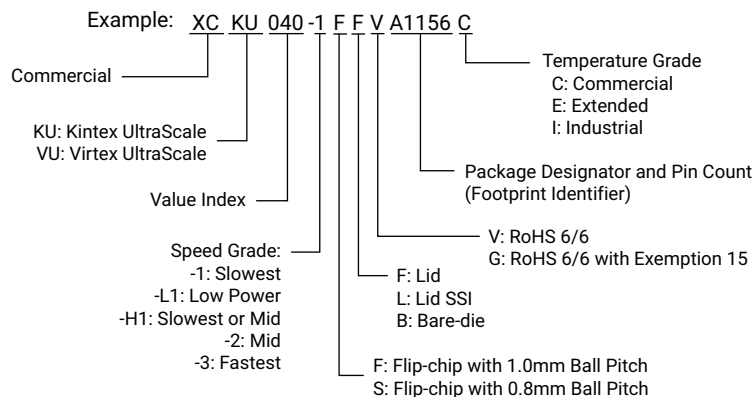 Example: XC KU 040 -1 F F V A1156 C
Commercial
KU: Kintex UltraScale
VU: Virtex UltraScale
Value Index
Speed Grade:
-1: Slowest
-L1: Low Power
-H1: Slowest or Mid
-2: Mid
-3: Fastest
Temperature Grade
C: Commercial
E: Extended
I: Industrial
Package Designator and Pin Count
(Footprint Identifier)
V: RoHS 6/6
G: RoHS 6/6 with Exemption 15
F: Lid
L: Lid SSI
B: Bare-die
F: Flip-chip with 1.0mm Ball Pitch
S: Flip-chip with 0.8mm Ball Pitch